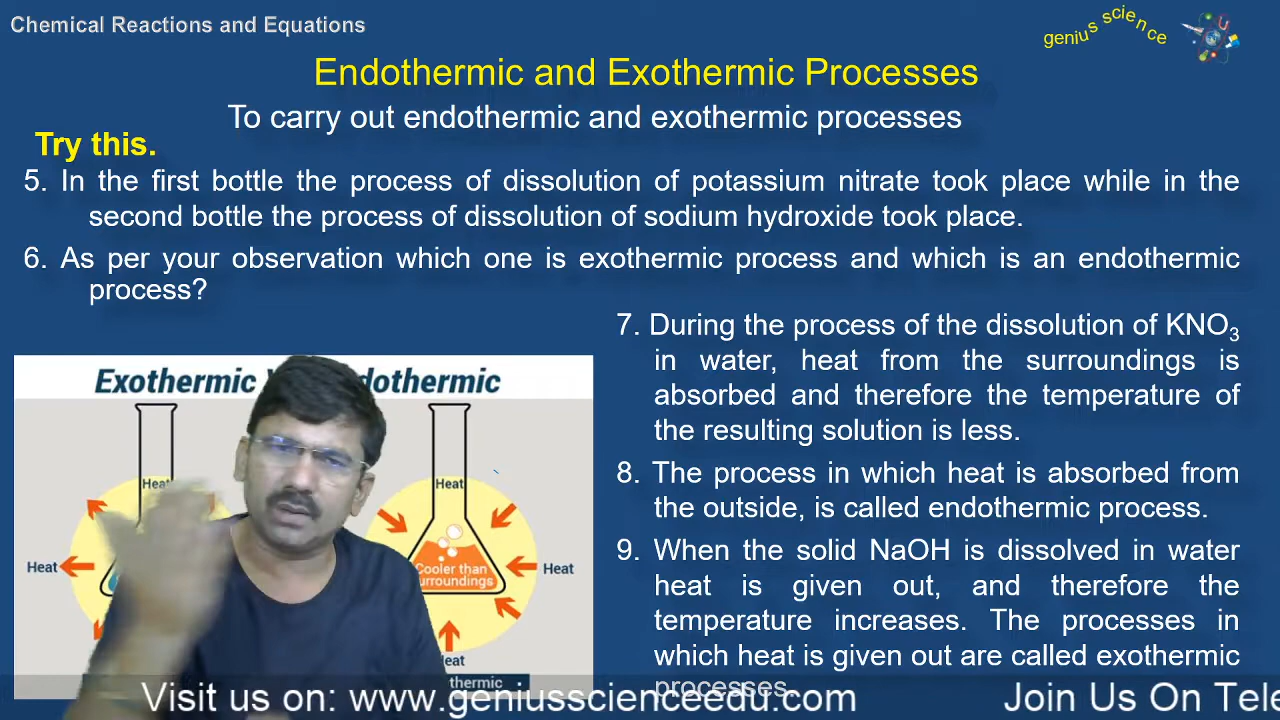 Chemical Reactions and Equations
genius science
Endothermic and Exothermic Processes
To carry out endothermic and exothermic processes
Try this.
5. In the first bottle the process of dissolution of potassium nitrate took place while in the
second bottle the process of dissolution of sodium hydroxide took place.
6. As per your observation which one is exothermic process and which is an endothermic
process?
7. During the process of the dissolution of KNO₃
in water, heat from the surroundings is
absorbed and therefore the temperature of
the resulting solution is less.
8. The process in which heat is absorbed from
the outside, is called endothermic process.
9. When the solid NaOH is dissolved in water
heat is given out, and therefore the
temperature increases. The processes in
which heat is given out are called exothermic
processes.
Exothermic
dothermic
Heat
Heat
Heat
Cooler than
urroundings
Heat
eat
thermic
Visit us on: www.geniusscienceedu.com
Join Us On Tele